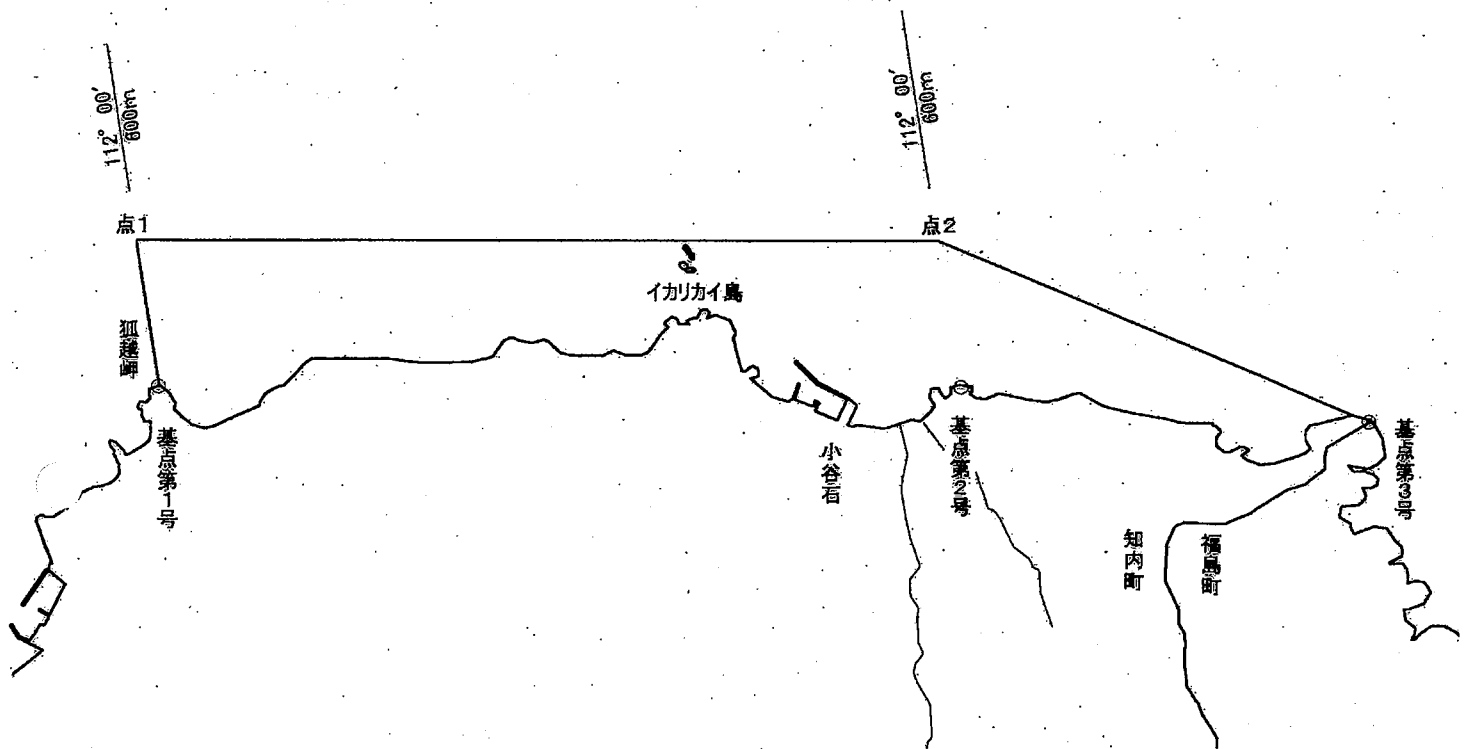 112° 00′
600m
112° 00′
600m
点1
点2
イカリカイ島
狐越岬
基点第1号
小谷石
基点第2号
基点第3号
知内町
福島町